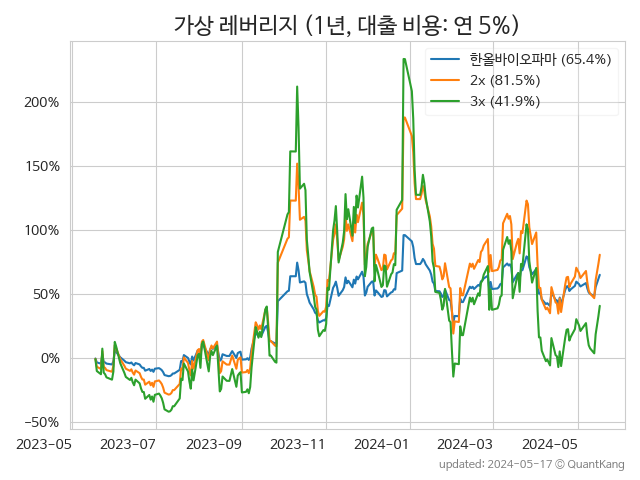 가상 레버리지 (1년, 대출 비용: 연 5%)
한올바이오파마 (65.4%)
2x (81.5%)
3x (41.9%)
200%
150%
100%
50%
0%
−50%
2023-05 2023-07 2023-09 2023-11 2024-01 2024-03 2024-05
updated: 2024-05-17 © QuantKang